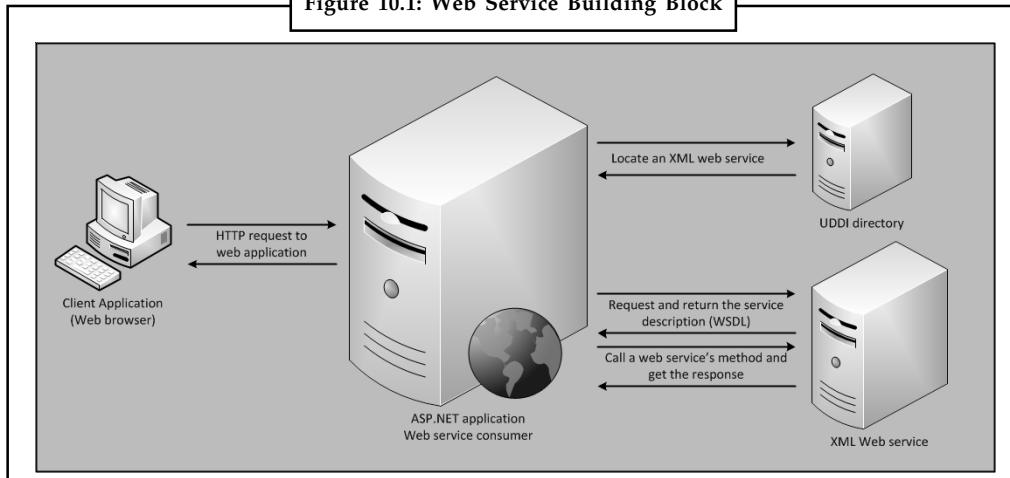 Figure 10.1: Web Service Building Block
Locate an XML web service
UDDI directory
HTTP request to
web application
Client Application
(Web browser)
Request and return the service
description (WSDL)
Call a web service's method and
get the response
ASP.NET application
Web service consumer
XML Web service